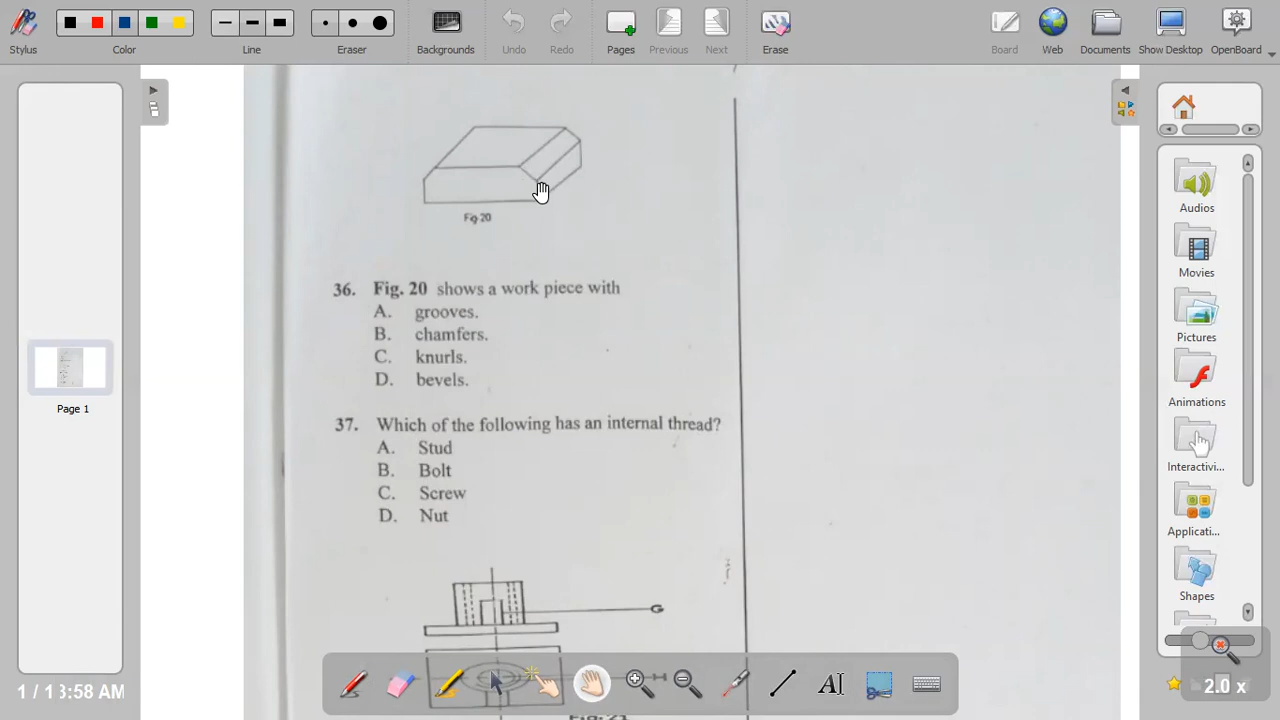 Stylus
Color
Line
Eraser
Backgrounds
Undo
Redo
Pages
Previous
Next
Erase
Board
Web
Documents
Show Desktop
OpenBoard
Fig 20
36. Fig. 20 shows a work piece with
A. grooves.
B. chamfers.
C. knurls.
D. bevels.
37. Which of the following has an internal thread?
A. Stud
B. Bolt
C. Screw
D. Nut
G
Page 1
1 / 1
3:58 AM
Audios
Movies
Pictures
Animations
Interactivi...
Applicati...
Shapes
2.0 x